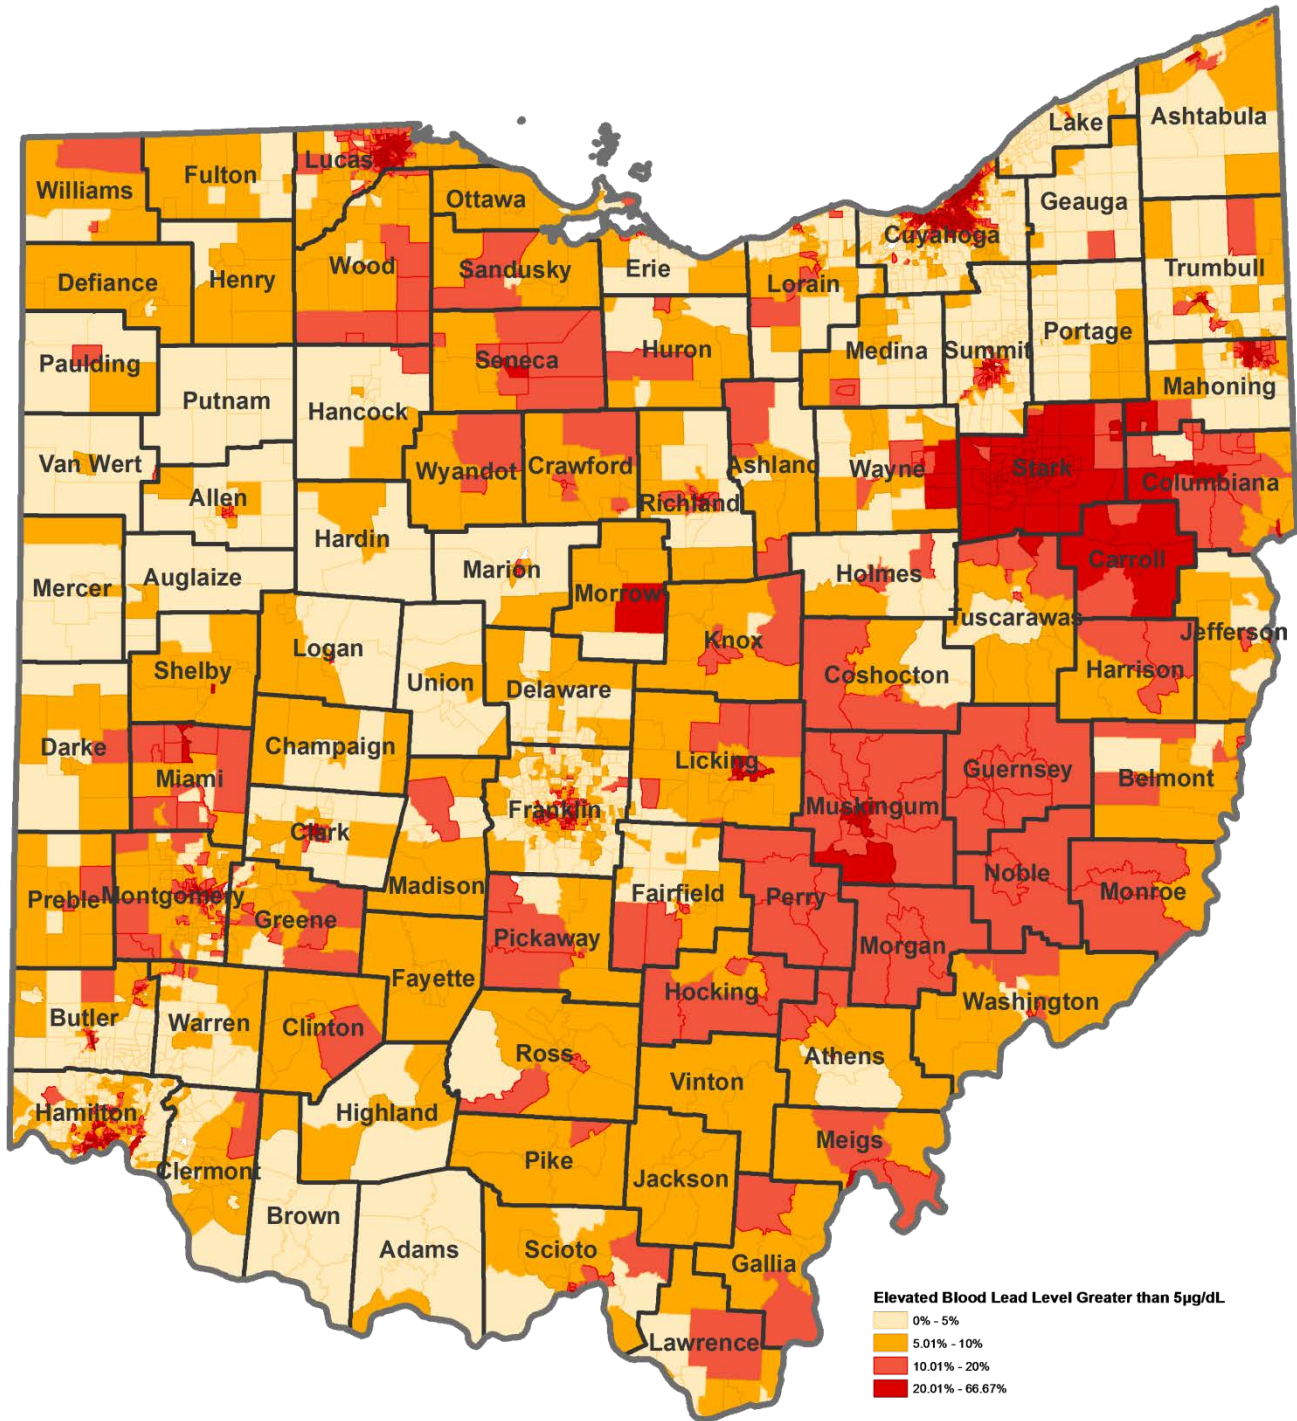 Lake
Ashtabula
Lucas
Fulton
Williams
Ottawa
Geauga
Cuyahoga
Wood
Sandusky
Erie
Trumbull
Defiance
Henry
Lorain
Portage
Seneca
Huron
Medina
Summit
Paulding
Mahoning
Putnam
Hancock
Van Wert
Wyandot
Crawford
Ashland
Wayne
Stark
Columbiana
Allen
Richland
Hardin
Carroll
Marion
Holmes
Auglaize
Mercer
Morrow
Tuscarawas
Jefferson
Knox
Logan
Shelby
Union
Delaware
Coshocton
Harrison
Darke
Champaign
Licking
Guernsey
Belmont
Miami
Muskingum
Franklin
Clark
Noble
Madison
Fairfield
Perry
Monroe
Preble
Montgomery
Greene
Pickaway
Morgan
Fayette
Hocking
Washington
Butler
Warren
Clinton
Ross
Athens
Vinton
Hamilton
Highland
Meigs
Pike
Clermont
Jackson
Brown
Adams
Scioto
Gallia
Lawrence
Elevated Blood Lead Level Greater than 5µg/dL
0% - 5%
5.01% - 10%
10.01% - 20%
20.01% - 66.67%